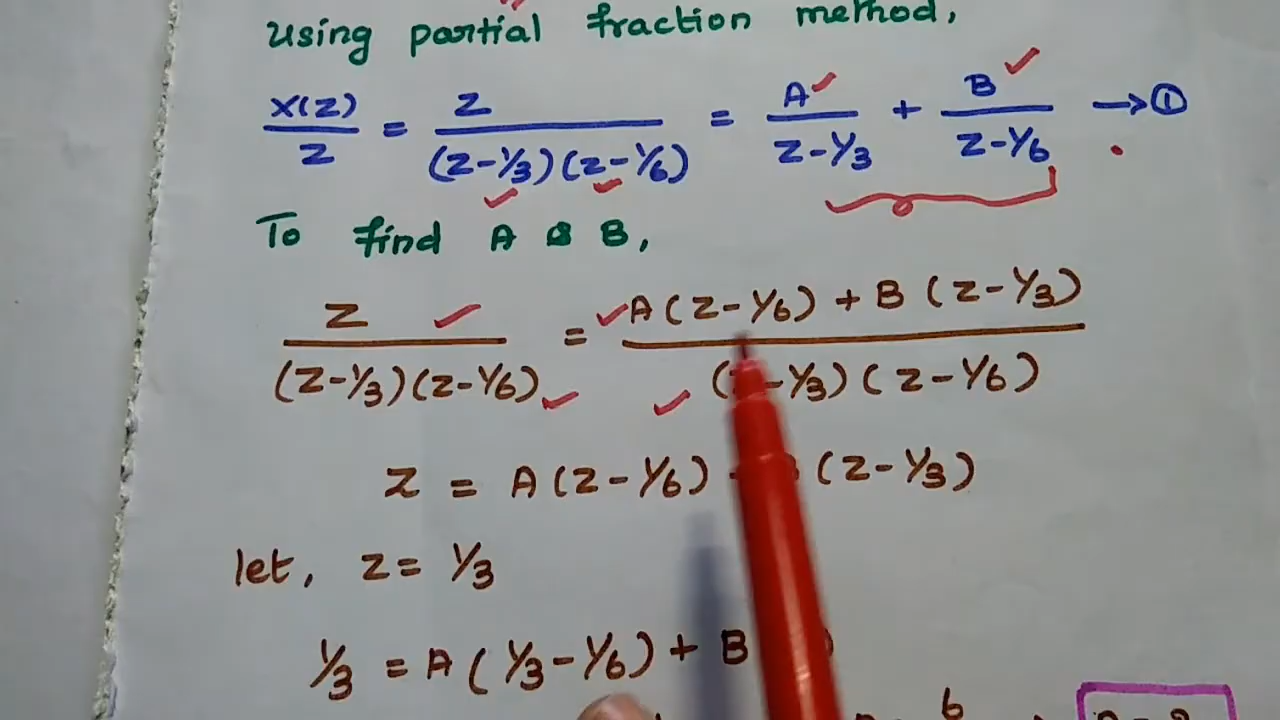 Using partial fraction method,
X(Z)/Z = Z/((Z-1/3)(Z-1/6)) = A/(Z-1/3) + B/(Z-1/6) → ①
To find A & B,
Z/((Z-1/3)(Z-1/6)) = (A(Z-1/6) + B(Z-1/3))/((Z-1/3)(Z-1/6))
Z = A(Z-1/6) + B(Z-1/3)
let, Z = 1/3
1/3 = A(1/3-1/6) + B
6